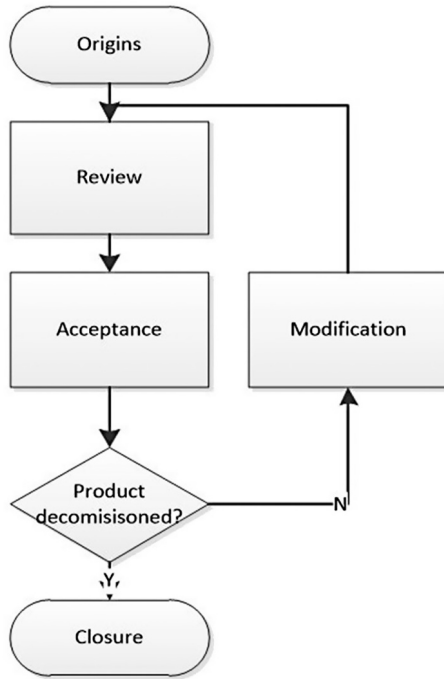 Origins
Review
Acceptance
Modification
Product
decomisisoned?
N
Y
Closure